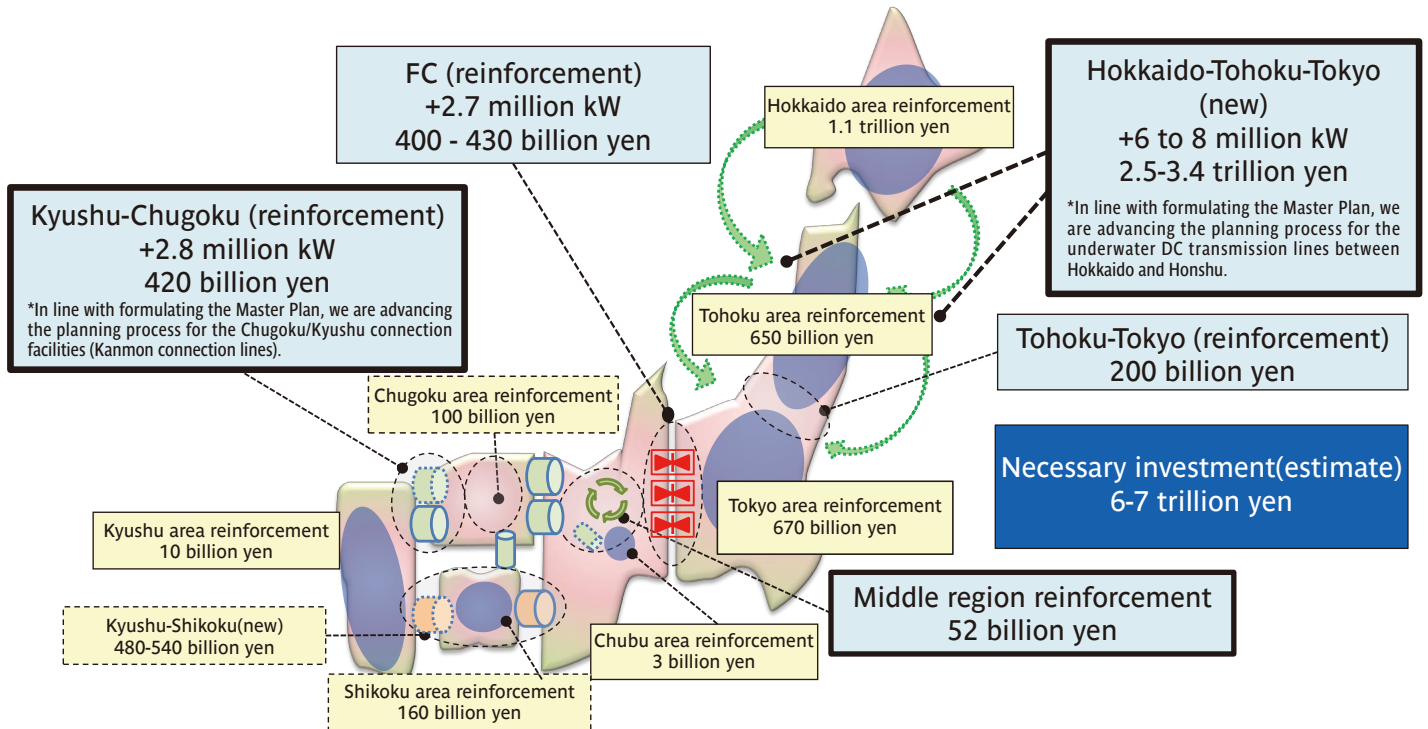 FC (reinforcement)
+2.7 million kW
400 - 430 billion yen
Hokkaido area reinforcement
1.1 trillion yen
Hokkaido-Tohoku-Tokyo
(new)
+6 to 8 million kW
2.5-3.4 trillion yen
*In line with formulating the Master Plan, we
are advancing the planning process for the
underwater DC transmission lines between
Hokkaido and Honshu.
Kyushu-Chugoku (reinforcement)
+2.8 million kW
420 billion yen
*In line with formulating the Master Plan, we are advancing
the planning process for the Chugoku/Kyushu connection
facilities (Kanmon connection lines).
Tohoku area reinforcement
650 billion yen
Tohoku-Tokyo (reinforcement)
200 billion yen
Chugoku area reinforcement
100 billion yen
Necessary investment(estimate)
6-7 trillion yen
Kyushu area reinforcement
10 billion yen
Tokyo area reinforcement
670 billion yen
Middle region reinforcement
52 billion yen
Kyushu-Shikoku(new)
480-540 billion yen
Chubu area reinforcement
3 billion yen
Shikoku area reinforcement
160 billion yen